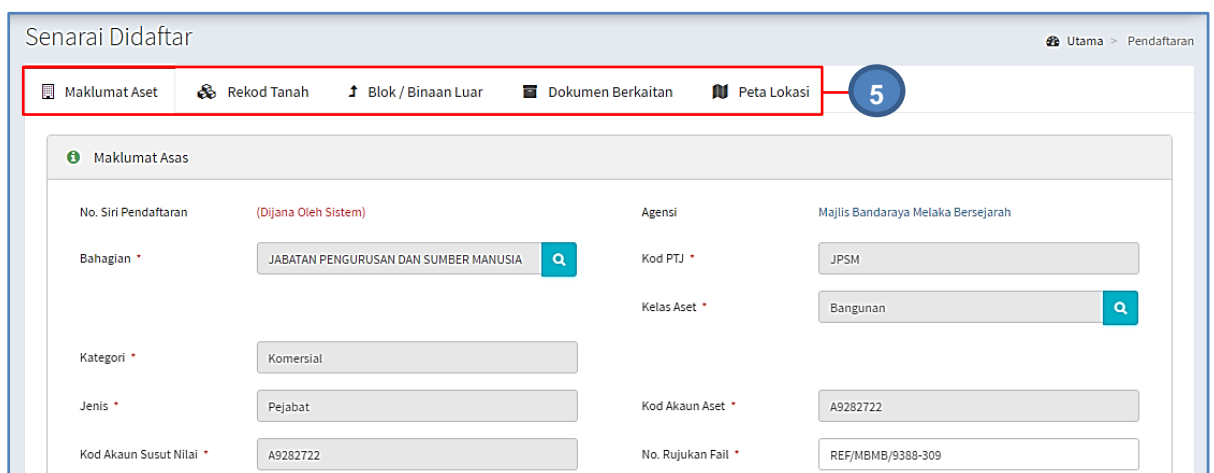 Senarai Didaftar
Utama > Pendaftaran
Maklumat Aset Rekod Tanah Blok / Binaan Luar Dokumen Berkaitan Peta Lokasi 5
Maklumat Asas
No. Siri Pendaftaran (Dijana Oleh Sistem) Agensi Majlis Bandaraya Melaka Bersejarah
Bahagian * JABATAN PENGURUSAN DAN SUMBER MANUSIA Kod PTJ * JPSM
Kelas Aset * Bangunan
Kategori * Komersial
Jenis * Pejabat Kod Akaun Aset * A9282722
Kod Akaun Susut Nilai * A9282722 No. Rujukan Fail * REF/MBMB/9388-309